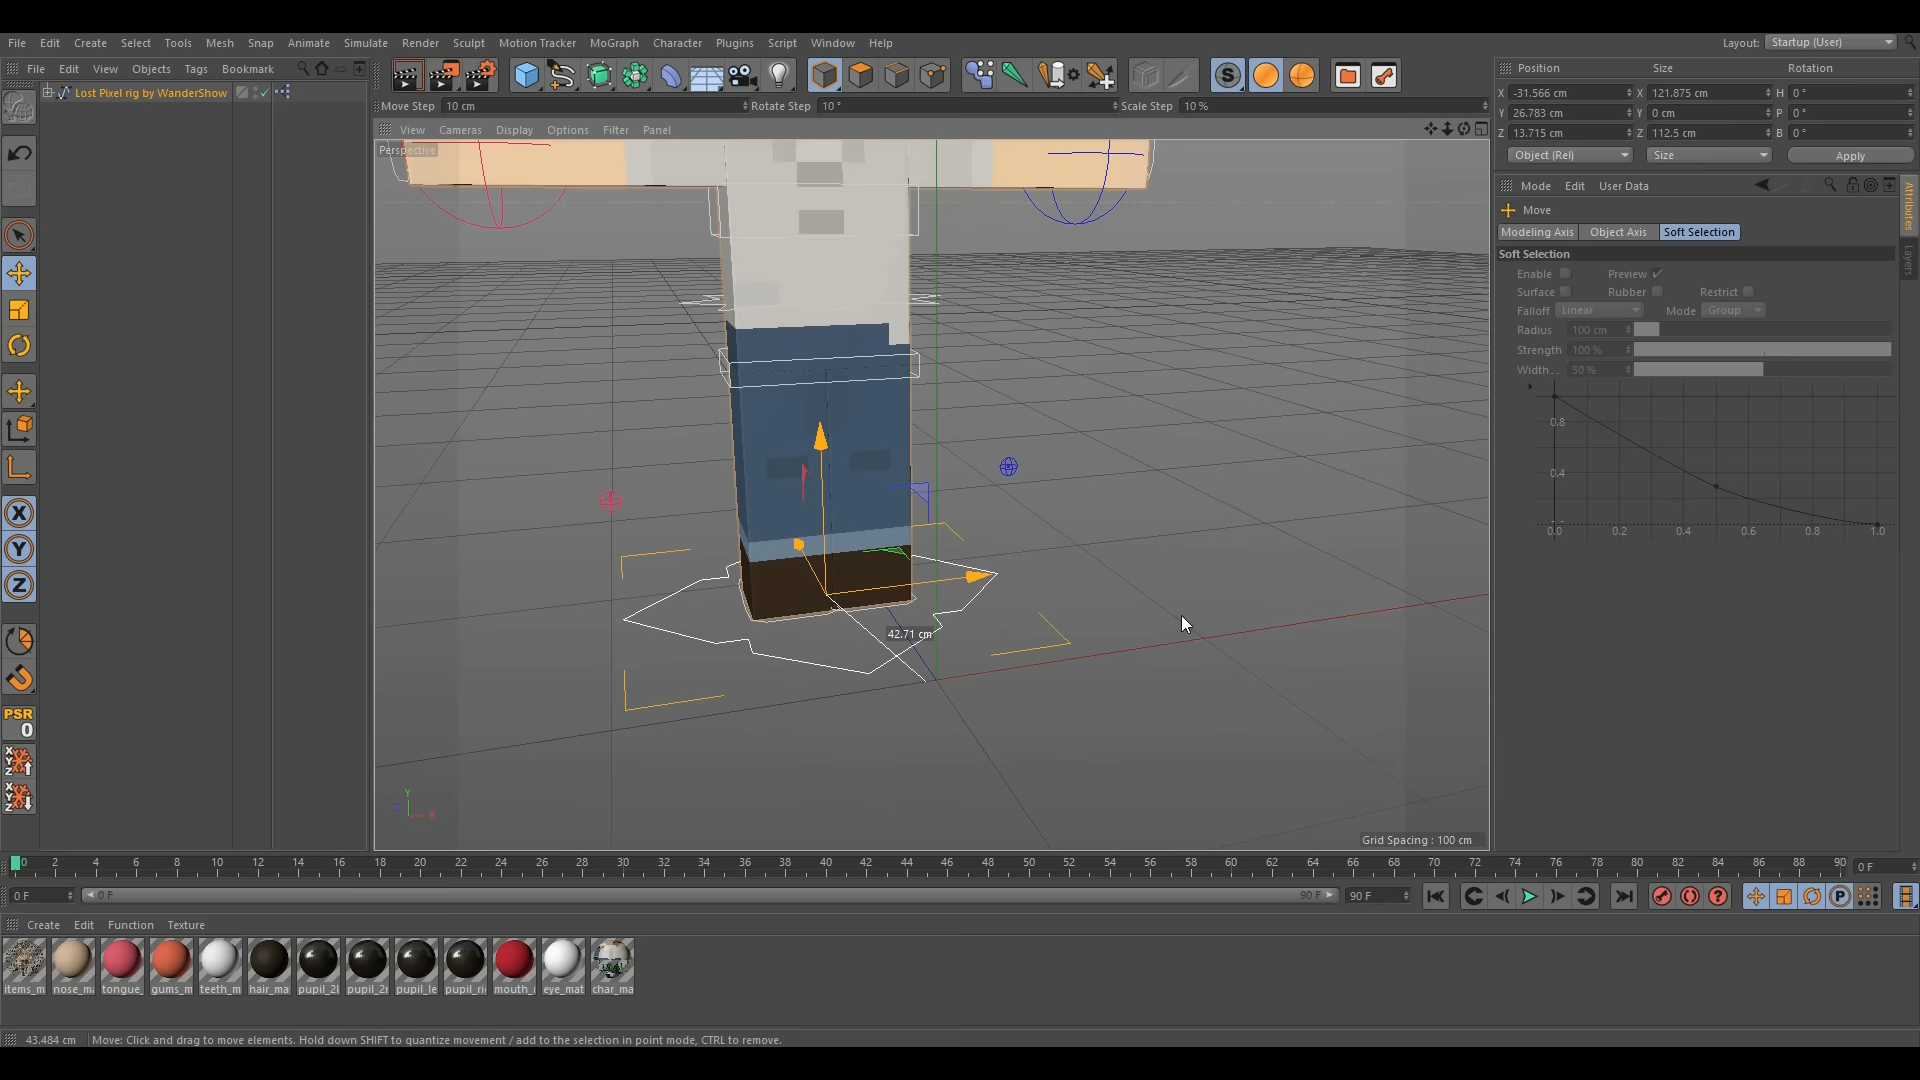 File Edit Create Select Tools Mesh Snap Animate Simulate Render Sculpt Motion Tracker MoGraph Character Plugins Script Window Help Layout: Startup (User)
File Edit View Objects Tags Bookmark
Position Size Rotation
Lost Pixel rig by WanderShow
X -31.566 cm X 121.875 cm H 0 °
Y 26.783 cm Y 0 cm P 0 °
Z 13.715 cm Z 112.5 cm B 0 °
Object (Rel) Size Apply
Move Step 10 cm Rotate Step 10 ° Scale Step 10 %
View Cameras Display Options Filter Panel
Perspective
Mode Edit User Data
Move
Modeling Axis Object Axis Soft Selection
Soft Selection
Enable Preview
Surface Rubber Restrict
Falloff Linear Mode Group
Radius 100 cm
Strength 100 %
Width . . 50 %
0.8
0.4
0.0 0.2 0.4 0.6 0.8 1.0
Attributes
Layers
S
X
Y
Z
PSR
0
42.71 cm
Y
Z X
Grid Spacing : 100 cm
0 2 4 6 8 10 12 14 16 18 20 22 24 26 28 30 32 34 36 38 40 42 44 46 48 50 52 54 56 58 60 62 64 66 68 70 72 74 76 78 80 82 84 86 88 90 0 F
0 F 0 F 90 F 90 F
Create Edit Function Texture
items_m nose_m tongue_ gums_m teeth_m hair_ma pupil_2l pupil_2r pupil_le pupil_ri mouth_ eye_mat char_ma
43.484 cm Move: Click and drag to move elements. Hold down SHIFT to quantize movement / add to the selection in point mode, CTRL to remove.